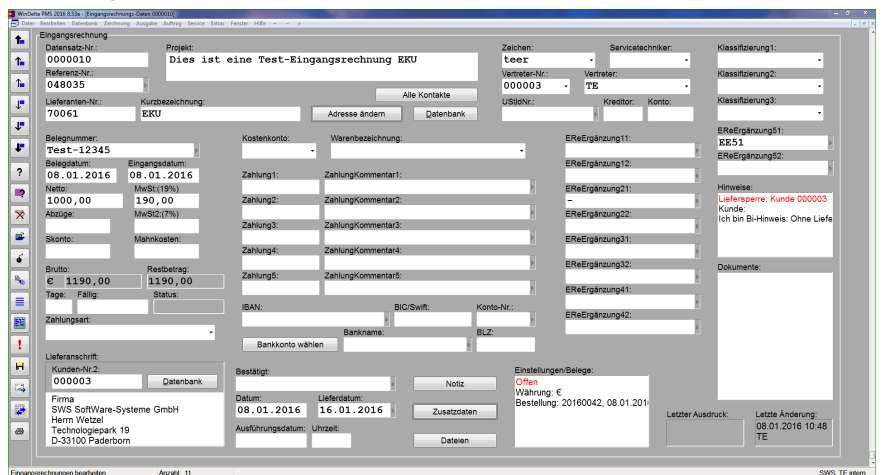 WinDelta PMS 2016 8.53a - [Eingangsrechnungs-Daten 0000010]
Datei Bearbeiten Datenbank Zeichnung Ausgabe Auftrag Service Extras Fenster Hilfe + - ±
Eingangsrechnung
Datensatz-Nr.: Projekt: Zeichen: Servicetechniker: Klassifizierung1:
0000010 Dies ist eine Test-Eingangsrechnung EKU teer
Referenz-Nr.: Vertreter-Nr.: Vertreter: Klassifizierung2:
048035 000003 TE
Alle Kontakte
Lieferanten-Nr.: Kurzbezeichnung: UStIdNr.: Kreditor: Konto: Klassifizierung3:
70061 EKU Adresse ändern Datenbank
EReErgänzung51:
Belegnummer: Kostenkonto: Warenbezeichnung: EReErgänzung11: EE51
Test-12345
EReErgänzung52:
Belegdatum: Eingangsdatum: EReErgänzung12:
08.01.2016 08.01.2016 Zahlung1: ZahlungKommentar1:
Netto: MwSt:(19%) EReErgänzung21: Hinweise:
1000,00 190,00 Zahlung2: ZahlungKommentar2: - Liefersperre: Kunde 000003
Abzüge: MwSt2:(7%) EReErgänzung22: Kunde:
Ich bin Bi-Hinweis: Ohne Liefe
Zahlung3: ZahlungKommentar3:
Skonto: Mahnkosten: EReErgänzung31:
Zahlung4: ZahlungKommentar4:
EReErgänzung32:
Brutto: Restbetrag: Dokumente:
€ 1190,00 1190,00 Zahlung5: ZahlungKommentar5:
EReErgänzung41:
Tage: Fällig: Status:
IBAN: BIC/Swift: Konto-Nr.:
EReErgänzung42:
Zahlungsart:
Bankname: BLZ:
Bankkonto wählen
Lieferanschrift:
Kunden-Nr.2: Bestätigt: Einstellungen/Belege:
000003 Datenbank Notiz Offen
Währung: €
Firma Datum: Lieferdatum: Bestellung: 20160042, 08.01.201
SWS SoftWare-Systeme GmbH 08.01.2016 16.01.2016 Zusatzdaten
Herrn Wetzel Letzter Ausdruck: Letzte Änderung:
Technologiepark 19 Ausführungsdatum: Uhrzeit: 08.01.2016 10:48
D-33100 Paderborn Dateien TE
Eingangsrechnungen bearbeiten Anzahl: 11 SWS, TE intern